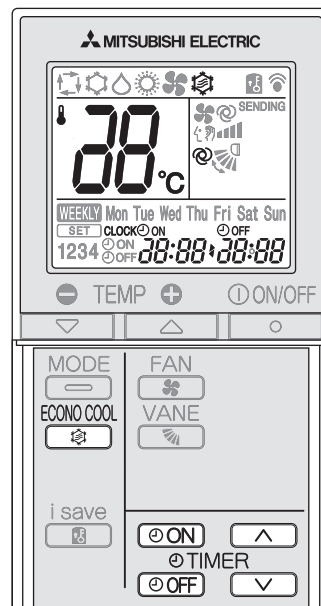 MITSUBISHI ELECTRIC
SENDING
88 °C
WEEKLY Mon Tue Wed Thu Fri Sat Sun
SET CLOCK ON OFF
1234 ON OFF 88:88 88:88
TEMP ON/OFF
MODE FAN
ECONO COOL VANE
i save
ON
TIMER
OFF